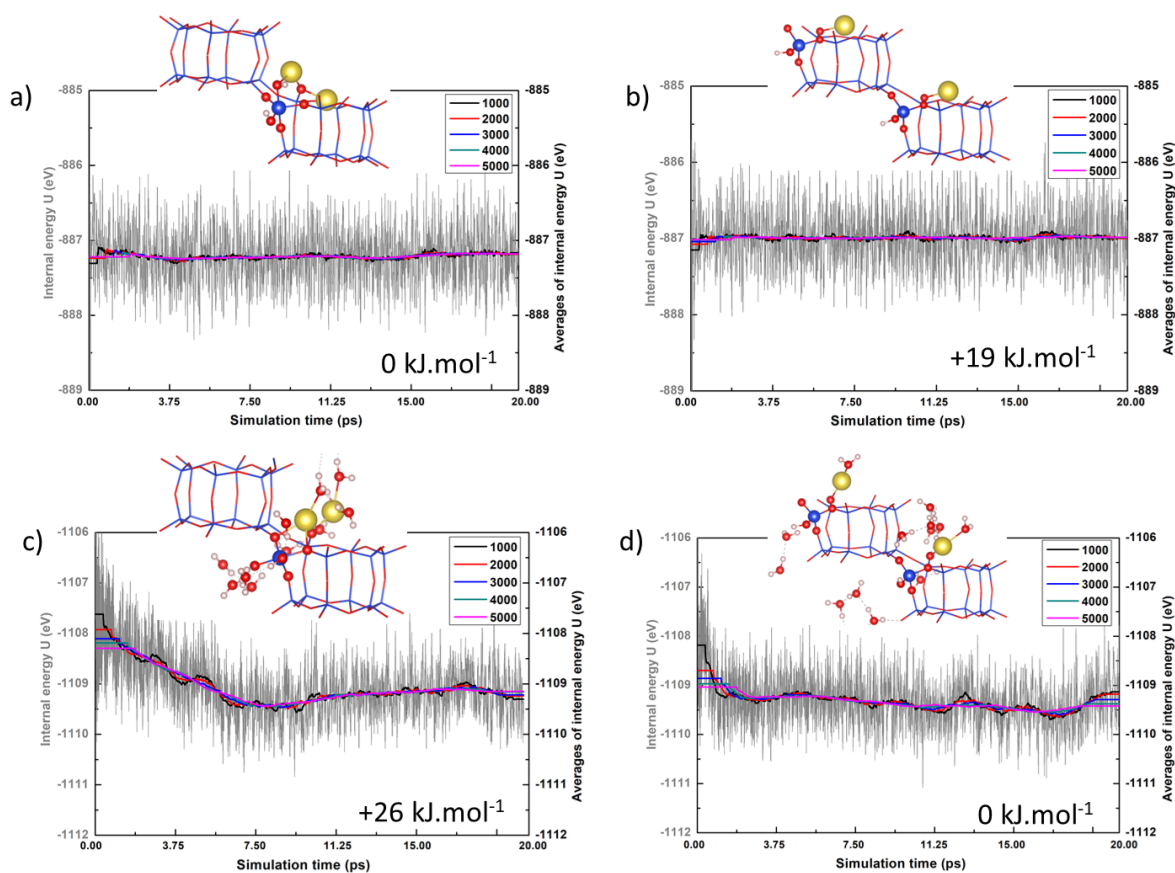 a)
-885
-886
-887
-888
-889
Internal energy U (eV)
1000
2000
3000
4000
5000
-885
-886
-887
-888
-889
Averages of internal energy U (eV)
0 kJ.mol⁻¹
0.00 3.75 7.50 11.25 15.00 20.00
Simulation time (ps)
b)
-885
-886
-887
-888
-889
Internal energy U (eV)
1000
2000
3000
4000
5000
-885
-886
-887
-888
-889
Averages of internal energy U (eV)
+19 kJ.mol⁻¹
0.00 3.75 7.50 11.25 15.00 20.00
Simulation time (ps)
c)
-1106
-1107
-1108
-1109
-1110
-1111
-1112
Internal energy U (eV)
1000
2000
3000
4000
5000
-1106
-1107
-1108
-1109
-1110
-1111
-1112
Averages of internal energy U (eV)
+26 kJ.mol⁻¹
0.00 3.75 7.50 11.25 15.00 20.00
Simulation time (ps)
d)
-1106
-1107
-1108
-1109
-1110
-1111
-1112
Internal energy U (eV)
1000
2000
3000
4000
5000
-1106
-1107
-1108
-1109
-1110
-1111
-1112
Averages of internal energy U (eV)
0 kJ.mol⁻¹
0.00 3.75 7.50 11.25 15.00 20.00
Simulation time (ps)